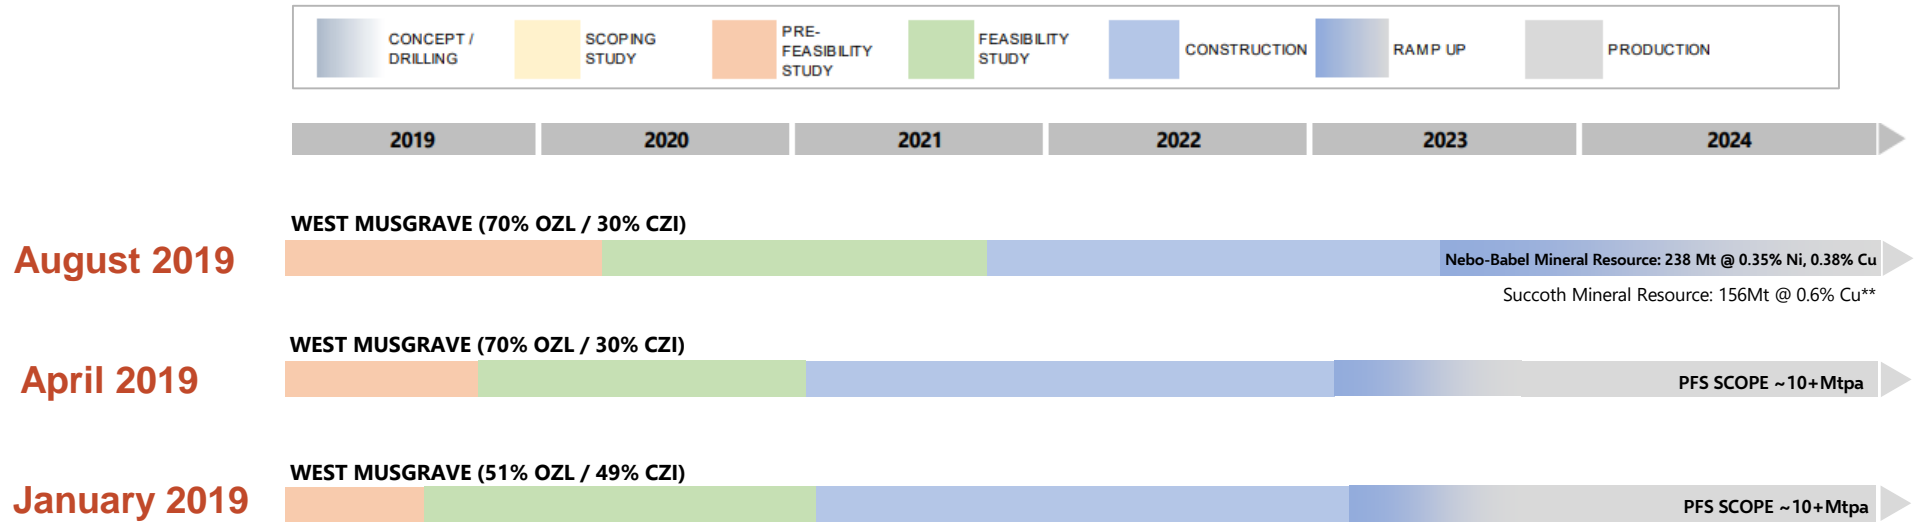 CONCEPT /
DRILLING
SCOPING
STUDY
PRE-
FEASIBILITY
STUDY
FEASIBILITY
STUDY
CONSTRUCTION
RAMP UP
PRODUCTION
2019
2020
2021
2022
2023
2024
WEST MUSGRAVE (70% OZL / 30% CZI)
August 2019
Nebo-Babel Mineral Resource: 238 Mt @ 0.35% Ni, 0.38% Cu
Succoth Mineral Resource: 156Mt @ 0.6% Cu**
WEST MUSGRAVE (70% OZL / 30% CZI)
April 2019
PFS SCOPE ~10+Mtpa
WEST MUSGRAVE (51% OZL / 49% CZI)
January 2019
PFS SCOPE ~10+Mtpa